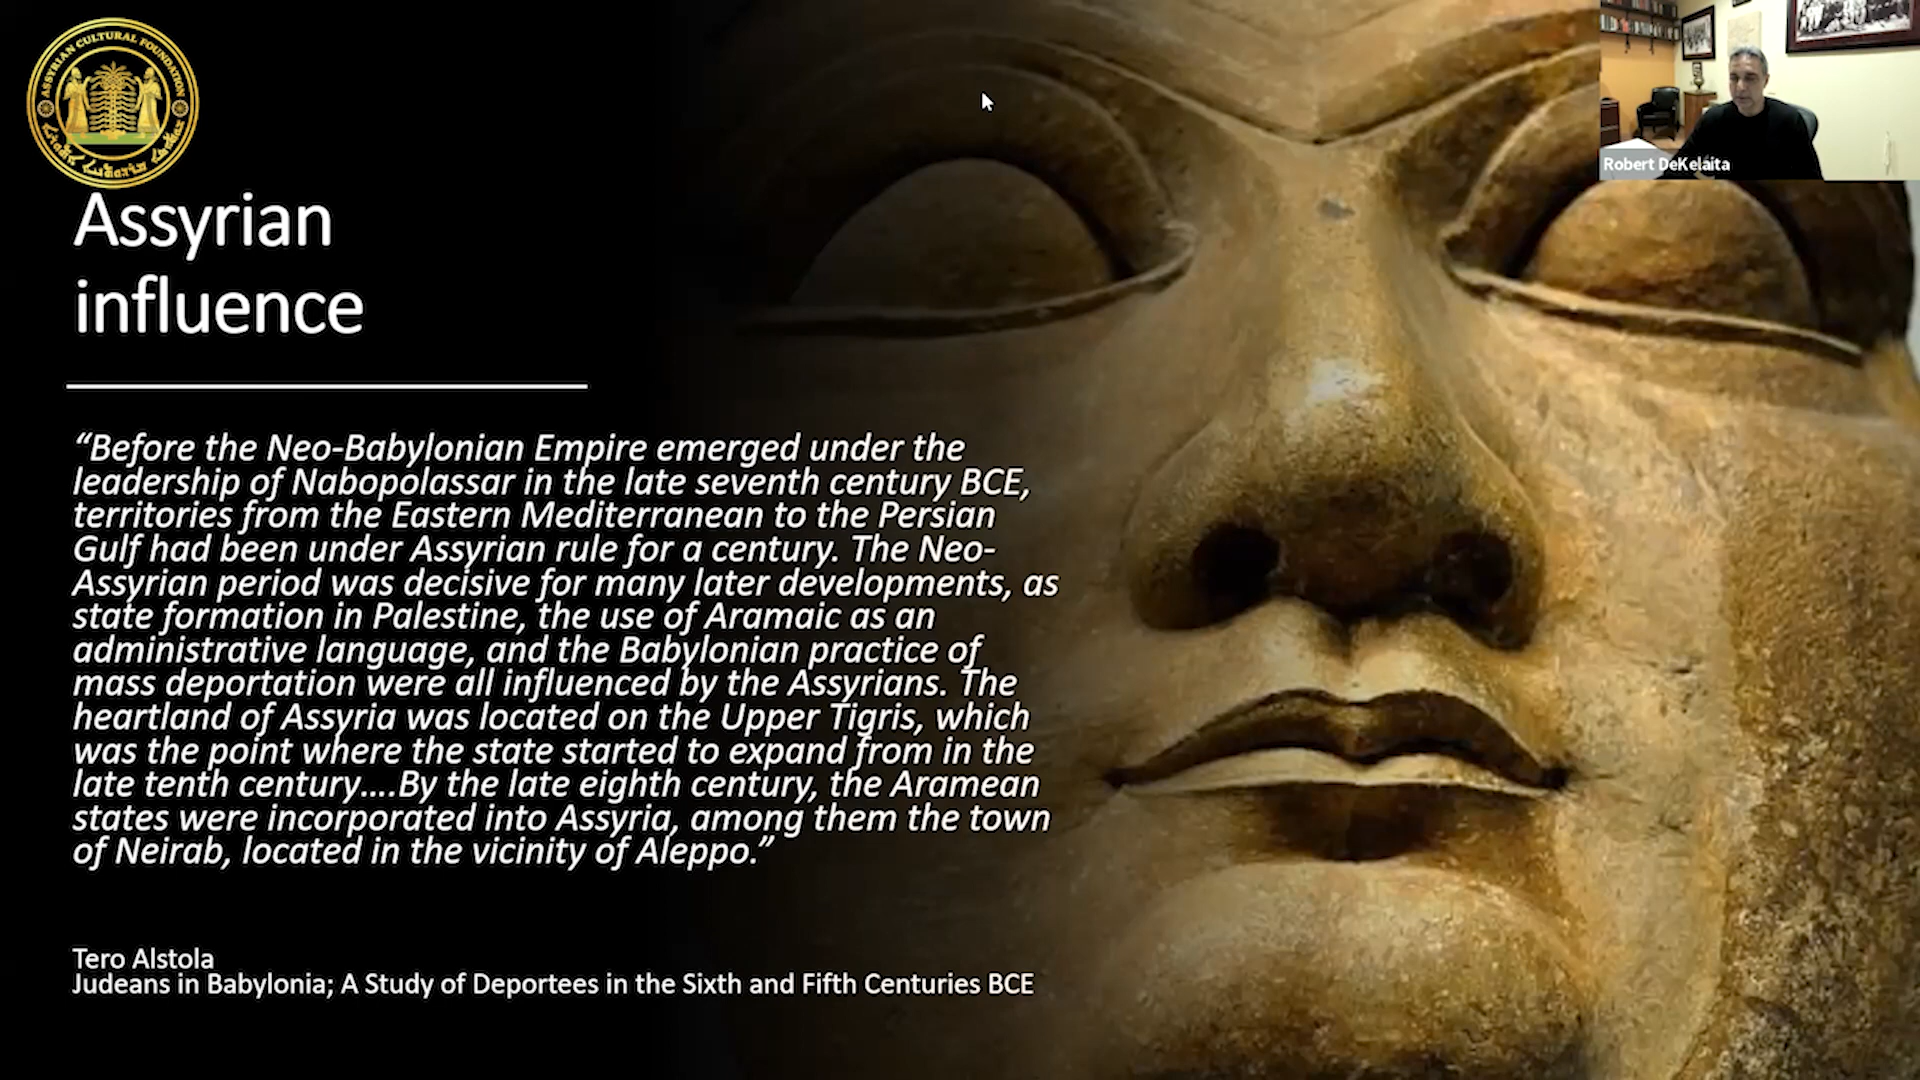 ASSYRIAN CULTURAL FOUNDATION
Robert DeKelaita
Assyrian
influence
“Before the Neo-Babylonian Empire emerged under the
leadership of Nabopolassar in the late seventh century BCE,
territories from the Eastern Mediterranean to the Persian
Gulf had been under Assyrian rule for a century. The Neo-
Assyrian period was decisive for many later developments, as
state formation in Palestine, the use of Aramaic as an
administrative language, and the Babylonian practice of
mass deportation were all influenced by the Assyrians. The
heartland of Assyria was located on the Upper Tigris, which
was the point where the state started to expand from in the
late tenth century....By the late eighth century, the Aramean
states were incorporated into Assyria, among them the town
of Neirab, located in the vicinity of Aleppo.”
Tero Alstola
Judeans in Babylonia; A Study of Deportees in the Sixth and Fifth Centuries BCE